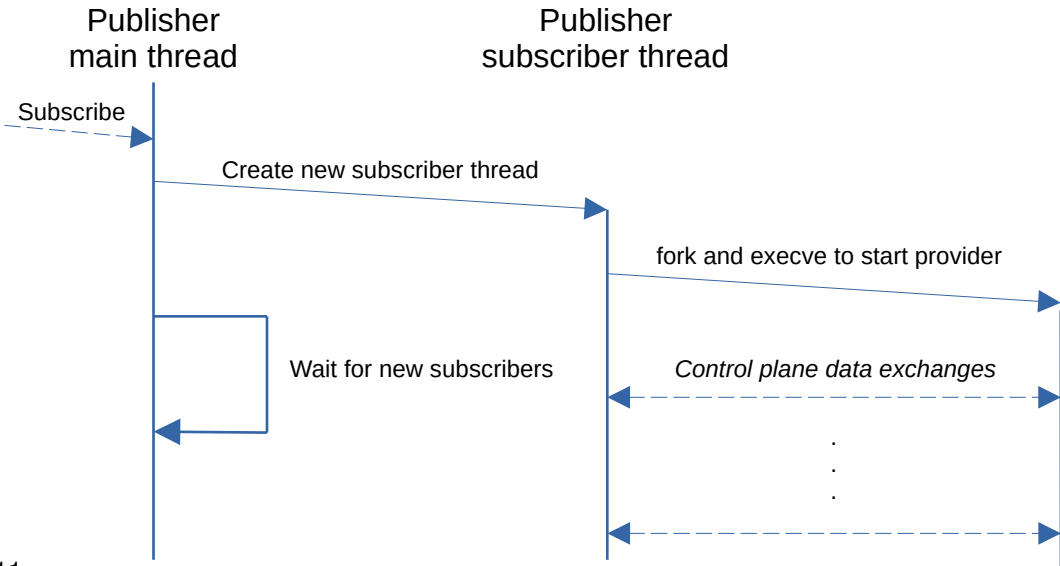 Publisher
main thread
Publisher
subscriber thread
Subscribe
Create new subscriber thread
fork and execve to start provider
Wait for new subscribers
Control plane data exchanges
.
.
.